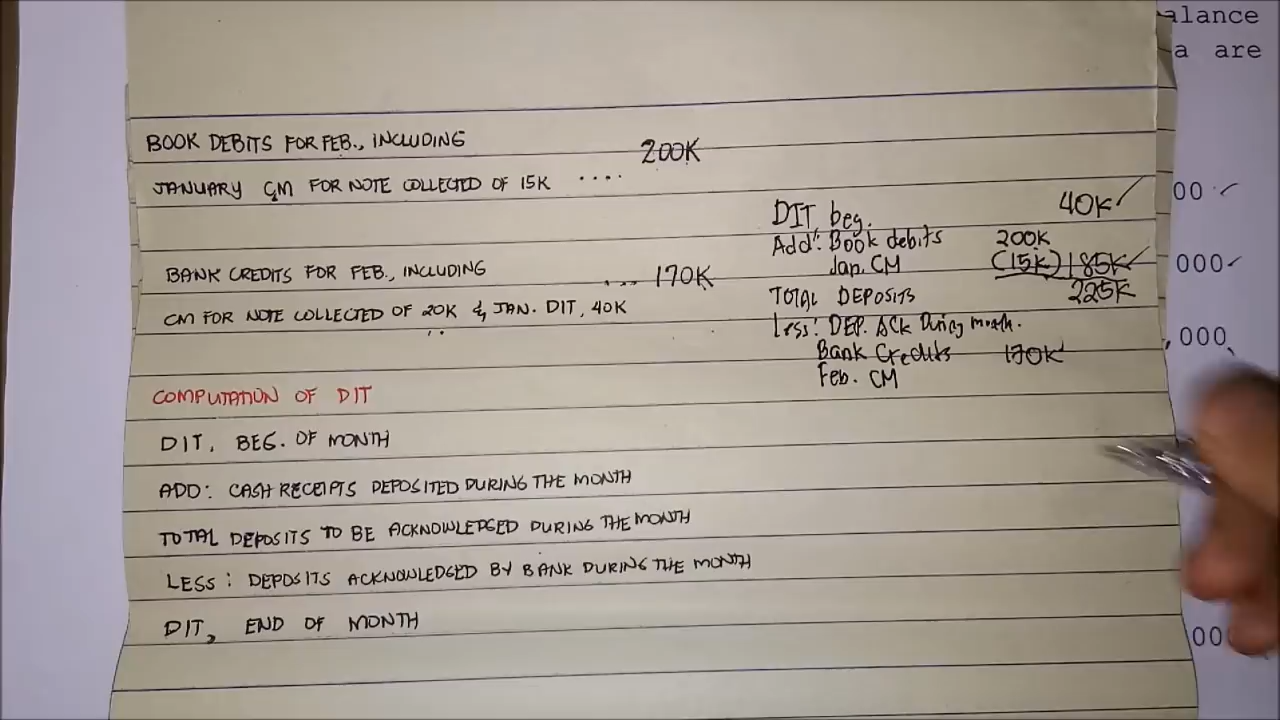 alance
a are
BOOK DEBITS FOR FEB., INCLUDING
200K
JANUARY CM FOR NOTE COLLECTED OF 15K ....
00
DIT, beg. 40K
Add: Book debits 200K
Jan. CM (15K) 185K
000
BANK CREDITS FOR FEB., INCLUDING .... 170K
TOTAL DEPOSITS 225K
CM FOR NOTE COLLECTED OF 20K & JAN. DIT, 40K
Less: DEP. ACK During month.
Bank Credits 170K
,000
Feb. CM
COMPUTATION OF DIT
DIT, BEG. OF MONTH
ADD: CASH RECEIPTS DEPOSITED DURING THE MONTH
TOTAL DEPOSITS TO BE ACKNOWLEDGED DURING THE MONTH
LESS: DEPOSITS ACKNOWLEDGED BY BANK DURING THE MONTH
DIT, END OF MONTH
00